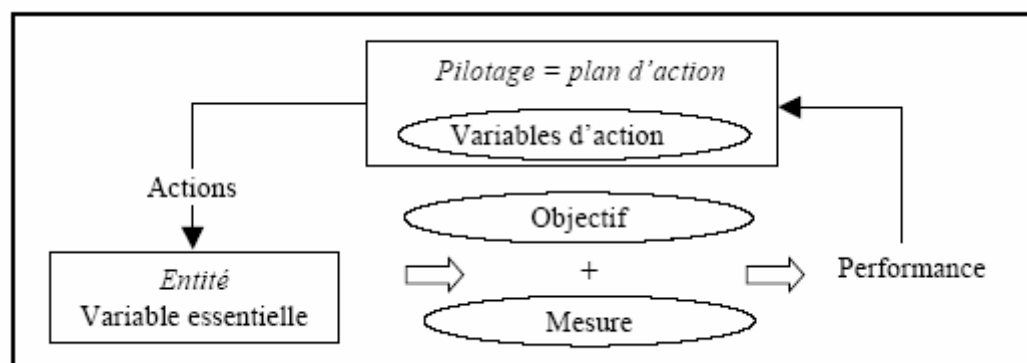 Pilotage = plan d'action
Variables d'action
Actions
Objectif
Entité
Variable essentielle
+
Performance
Mesure